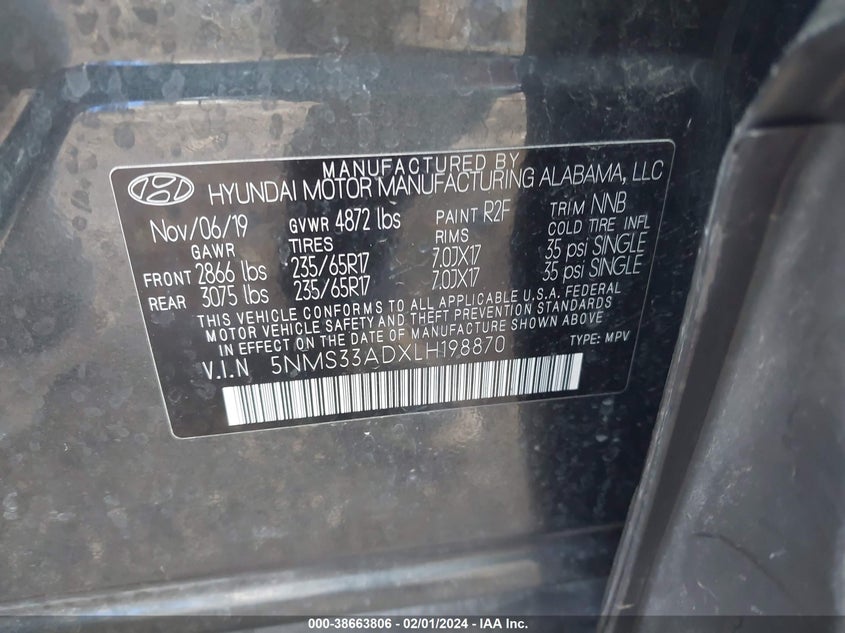 MANUFACTURED BY
HYUNDAI MOTOR MANUFACTURING ALABAMA, LLC
Nov/06/19 GVWR 4872 lbs PAINT R2F TRIM NNB
GAWR TIRES RIMS COLD TIRE INFL
FRONT 2866 lbs 235/65R17 7.0JX17 35 psi SINGLE
REAR 3075 lbs 235/65R17 7.0JX17 35 psi SINGLE
THIS VEHICLE CONFORMS TO ALL APPLICABLE U.S.A. FEDERAL
MOTOR VEHICLE SAFETY AND THEFT PREVENTION STANDARDS
IN EFFECT ON THE DATE OF MANUFACTURE SHOWN ABOVE.
V.I.N 5NMS33ADXLH198870 TYPE: MPV
000-38663806 - 02/01/2024 - IAA Inc.